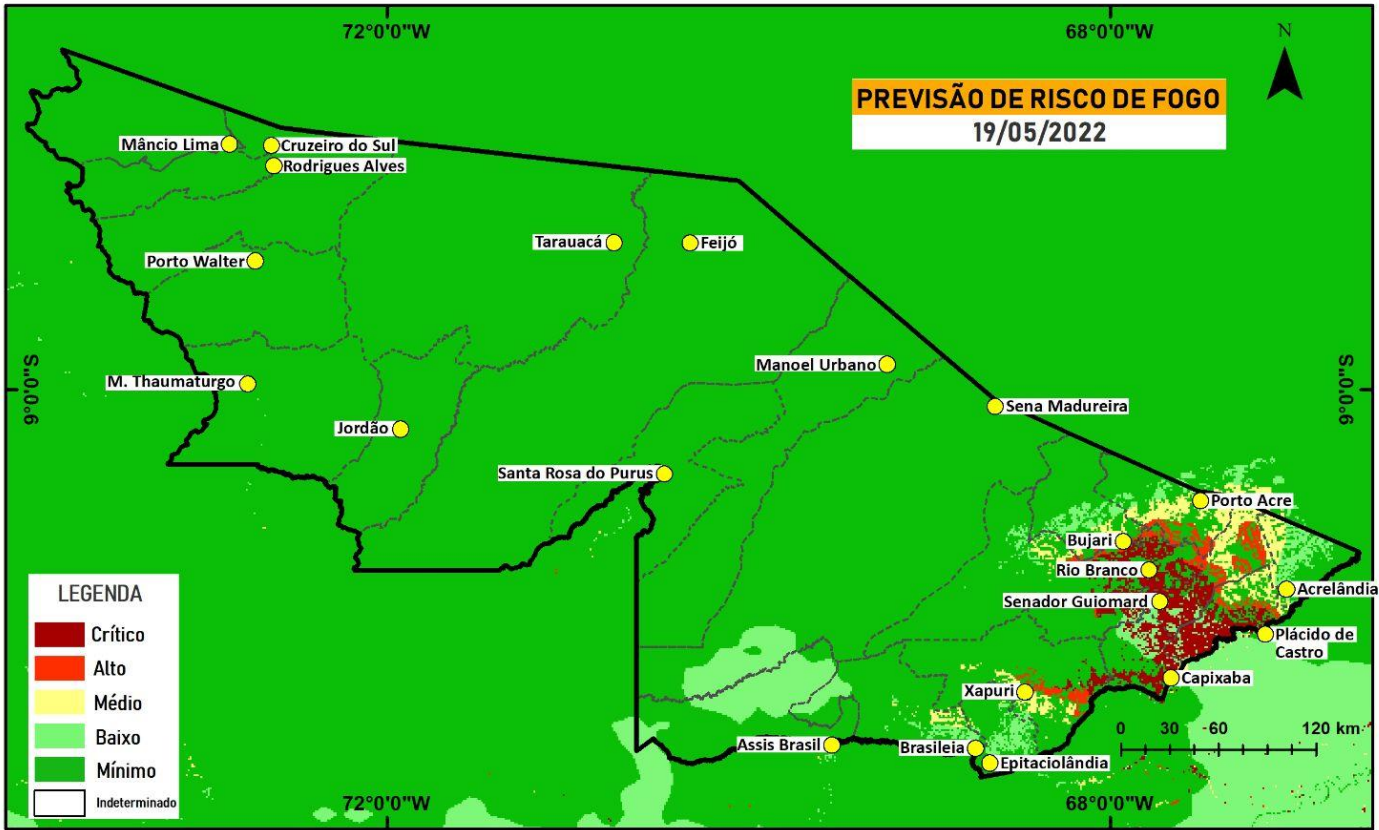 72°0'0"W
68°0'0"W
N
PREVISÃO DE RISCO DE FOGO
19/05/2022
Mâncio Lima
Cruzeiro do Sul
Rodrigues Alves
Tarauacá
Feijó
Porto Walter
Manoel Urbano
9°0'0"S
9°0'0"S
M. Thaumaturgo
Sena Madureira
Jordão
Santa Rosa do Purus
Porto Acre
Bujari
Rio Branco
Acrelândia
Senador Guiomard
Plácido de
Castro
Capixaba
Xapuri
Assis Brasil
Brasileia
Epitaciolândia
LEGENDA
Crítico
Alto
Médio
Baixo
Mínimo
Indeterminado
0 30 60 120 km
72°0'0"W
68°0'0"W